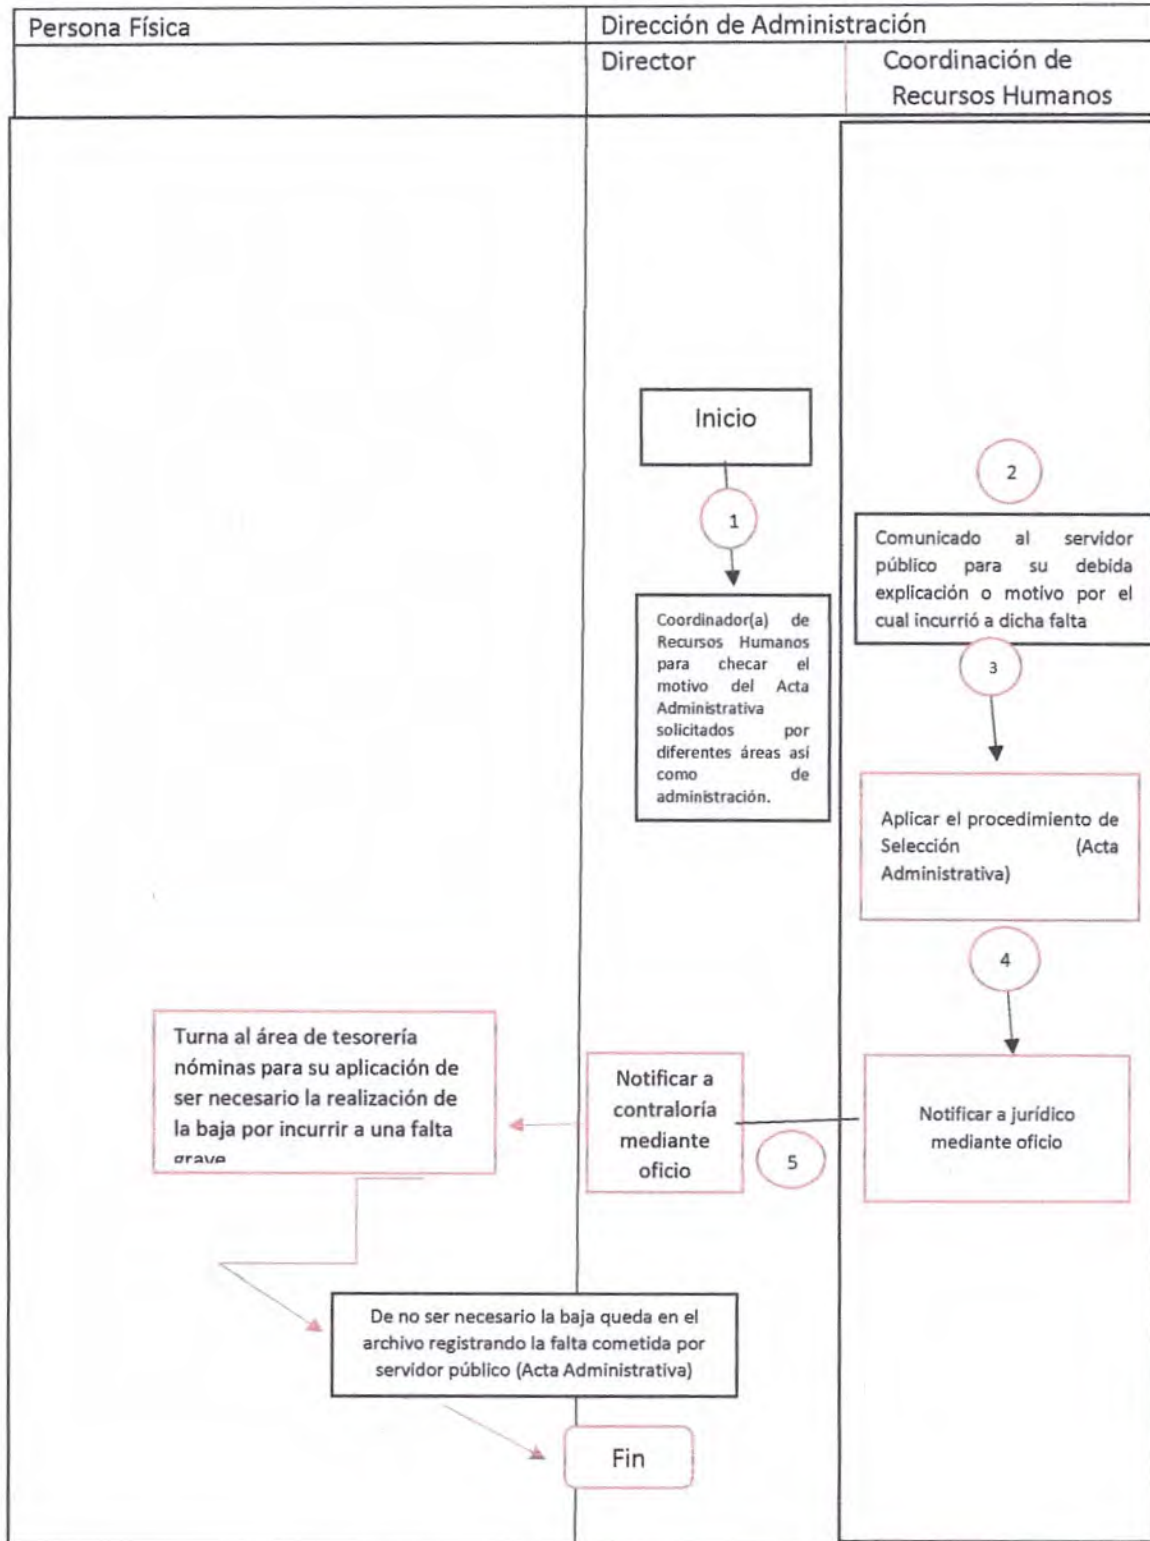 Persona Física
Dirección de Administración
Director
Coordinación de
Recursos Humanos
Inicio
1
Coordinador(a) de
Recursos Humanos
para checar el
motivo del Acta
Administrativa
solicitados por
diferentes áreas así
como de
administración.
2
Comunicado al servidor
público para su debida
explicación o motivo por el
cual incurrió a dicha falta
3
Aplicar el procedimiento de
Selección (Acta
Administrativa)
4
Notificar a jurídico
mediante oficio
5
Notificar a
contraloría
mediante
oficio
Turna al área de tesorería
nóminas para su aplicación de
ser necesario la realización de
la baja por incurrir a una falta
grave
De no ser necesario la baja queda en el
archivo registrando la falta cometida por
servidor público (Acta Administrativa)
Fin